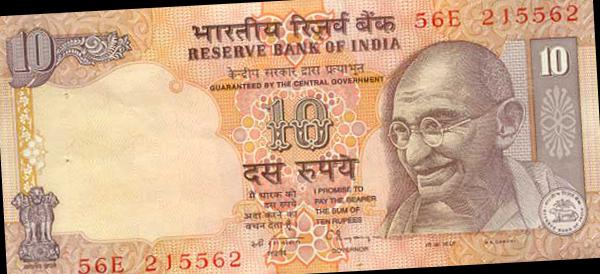 10
भारतीय रिज़र्व बैंक
56E 215562
RESERVE BANK OF INDIA
केन्द्रीय सरकार द्वारा प्रत्याभूत
GUARANTEED BY THE CENTRAL GOVERNMENT
10
10
दस रुपये
मैं धारक को
दस रुपये
अदा करने का
वचन देता हूँ
I PROMISE TO
PAY THE BEARER
THE SUM OF
TEN RUPEES
GOVERNOR
56E 215562